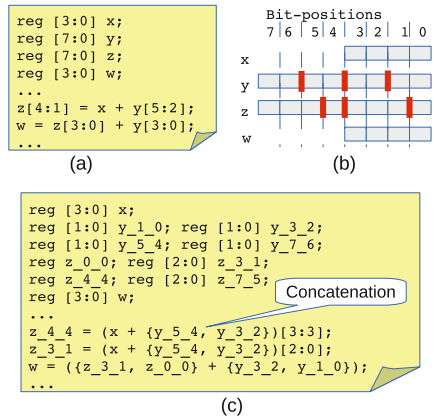 reg [3:0] x;
reg [7:0] y;
reg [7:0] z;
reg [3:0] w;
...
z[4:1] = x + y[5:2];
w = z[3:0] + y[3:0];
...
(a)
Bit-positions
7 6 5 4 3 2 1 0
x
y
z
w
(b)
reg [3:0] x;
reg [1:0] y_1_0; reg [1:0] y_3_2;
reg [1:0] y_5_4; reg [1:0] y_7_6;
reg z_0_0; reg [2:0] z_3_1;
reg z_4_4; reg [2:0] z_7_5;
reg [3:0] w;
...
Concatenation
z_4_4 = (x + {y_5_4, y_3_2})[3:3];
z_3_1 = (x + {y_5_4, y_3_2})[2:0];
w = ({z_3_1, z_0_0} + {y_3_2, y_1_0});
...
(c)